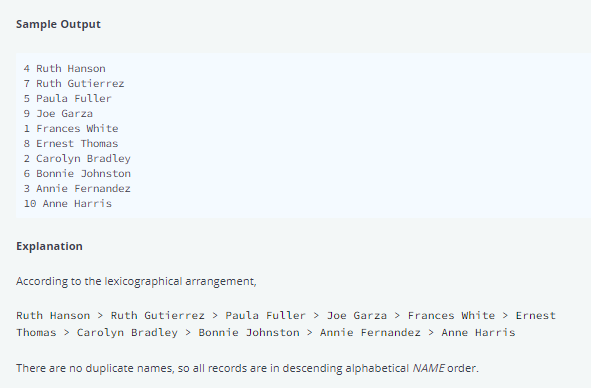 Sample Output
4 Ruth Hanson
7 Ruth Gutierrez
5 Paula Fuller
9 Joe Garza
1 Frances White
8 Ernest Thomas
2 Carolyn Bradley
6 Bonnie Johnston
3 Annie Fernandez
10 Anne Harris
Explanation
According to the lexicographical arrangement,
Ruth Hanson > Ruth Gutierrez > Paula Fuller > Joe Garza > Frances White > Ernest
Thomas > Carolyn Bradley > Bonnie Johnston > Annie Fernandez > Anne Harris
There are no duplicate names, so all records are in descending alphabetical NAME order.